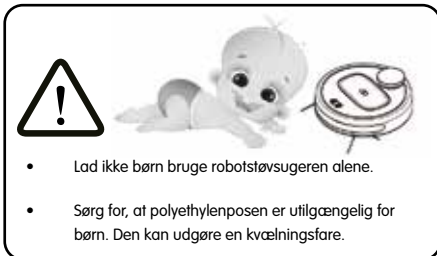 • Lad ikke børn bruge robotstøvsugeren alene.
• Sørg for, at polyethylenposen er utilgængelig for
børn. Den kan udgøre en kvælningsfare.